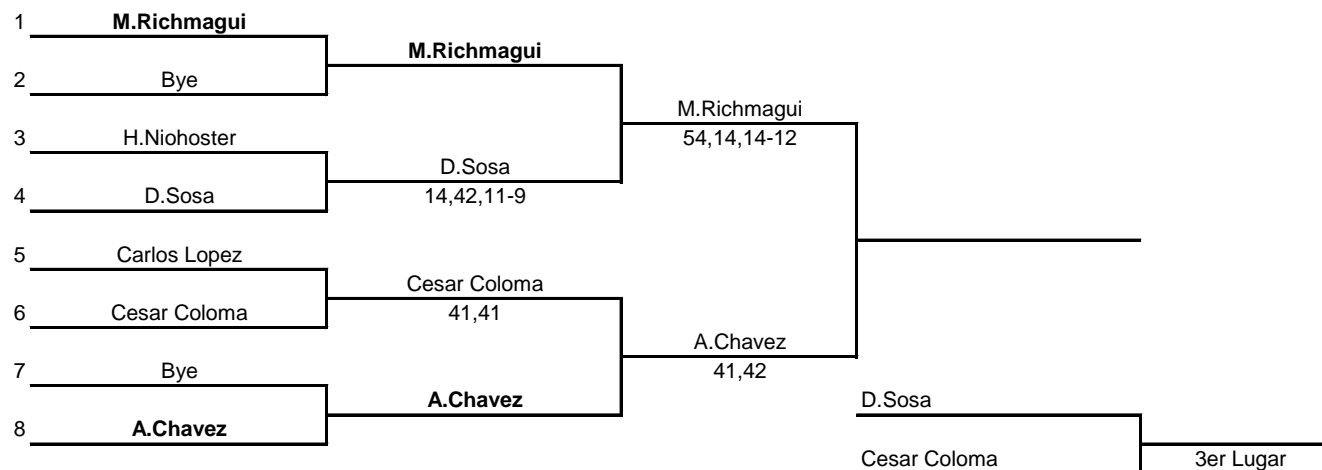 1 M.Richmagui
M.Richmagui
2 Bye
M.Richmagui
54,14,14-12
3 H.Niohoster
D.Sosa
14,42,11-9
4 D.Sosa
5 Carlos Lopez
Cesar Coloma
41,41
6 Cesar Coloma
A.Chavez
41,42
7 Bye
A.Chavez
8 A.Chavez
D.Sosa
Cesar Coloma
3er Lugar